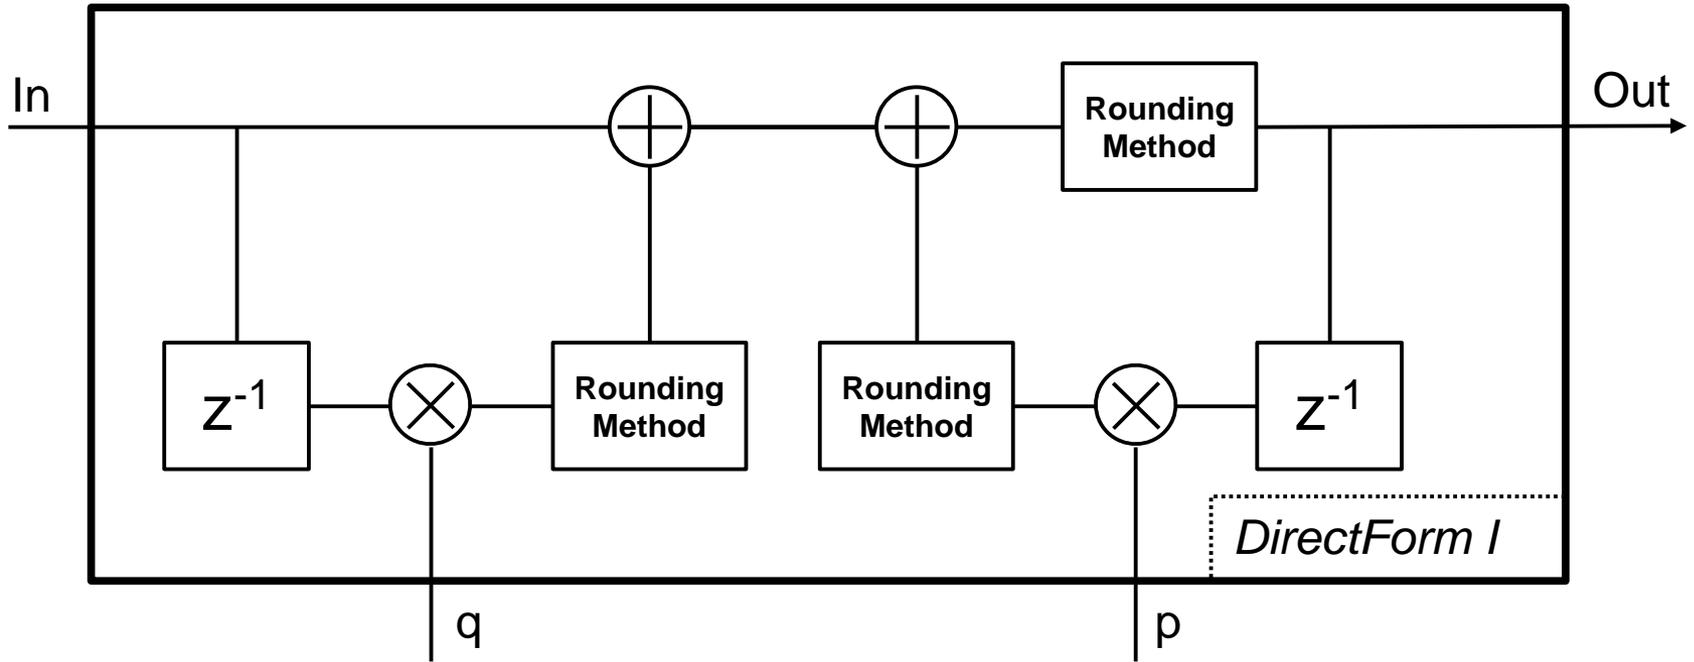 In
Out
Rounding
Method
z⁻¹
Rounding
Method
Rounding
Method
z⁻¹
DirectForm I
q
p